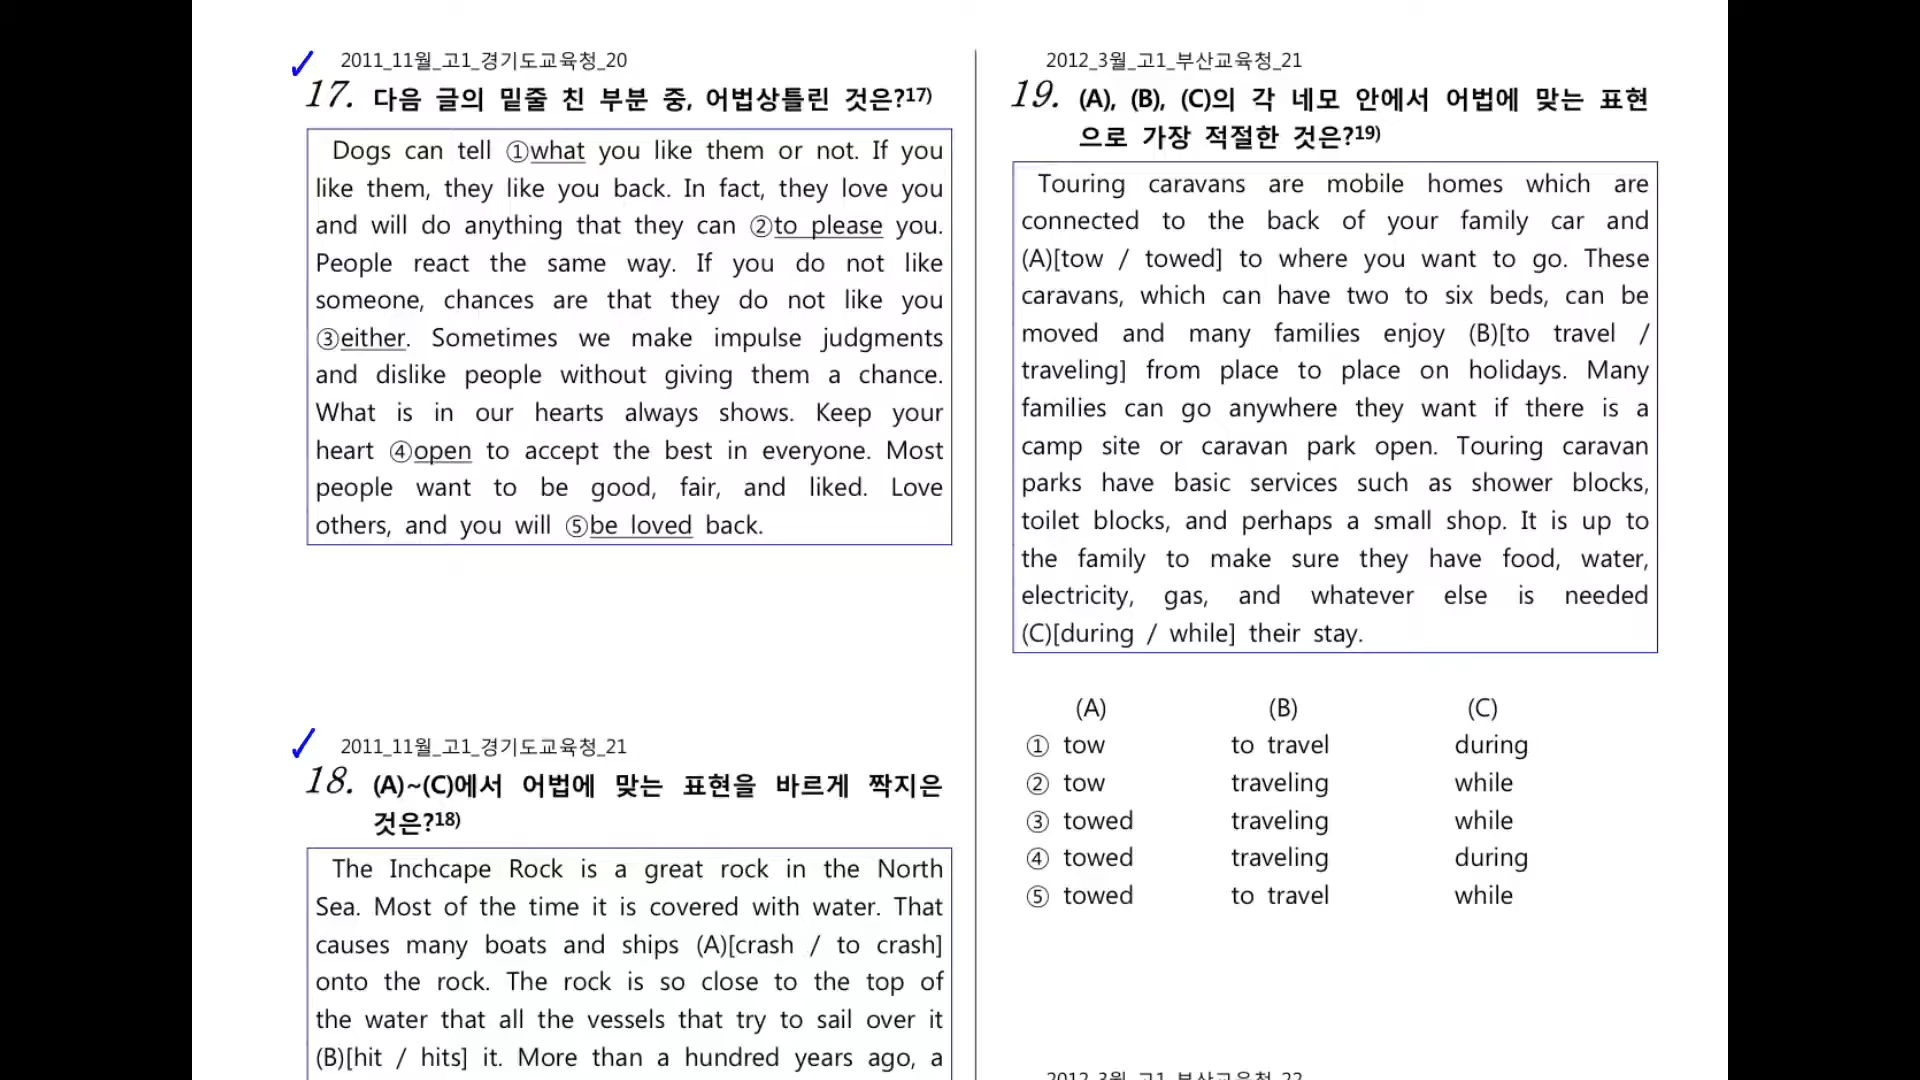 2011_11월_고1_경기도교육청_20
17. 다음 글의 밑줄 친 부분 중, 어법상틀린 것은?17)
Dogs can tell ①what you like them or not. If you
like them, they like you back. In fact, they love you
and will do anything that they can ②to please you.
People react the same way. If you do not like
someone, chances are that they do not like you
③either. Sometimes we make impulse judgments
and dislike people without giving them a chance.
What is in our hearts always shows. Keep your
heart ④open to accept the best in everyone. Most
people want to be good, fair, and liked. Love
others, and you will ⑤be loved back.
2011_11월_고1_경기도교육청_21
18. (A)~(C)에서 어법에 맞는 표현을 바르게 짝지은
것은?18)
The Inchcape Rock is a great rock in the North
Sea. Most of the time it is covered with water. That
causes many boats and ships (A)[crash / to crash]
onto the rock. The rock is so close to the top of
the water that all the vessels that try to sail over it
(B)[hit / hits] it. More than a hundred years ago, a
2012_3월_고1_부산교육청_21
19. (A), (B), (C)의 각 네모 안에서 어법에 맞는 표현
으로 가장 적절한 것은?19)
Touring caravans are mobile homes which are
connected to the back of your family car and
(A)[tow / towed] to where you want to go. These
caravans, which can have two to six beds, can be
moved and many families enjoy (B)[to travel /
traveling] from place to place on holidays. Many
families can go anywhere they want if there is a
camp site or caravan park open. Touring caravan
parks have basic services such as shower blocks,
toilet blocks, and perhaps a small shop. It is up to
the family to make sure they have food, water,
electricity, gas, and whatever else is needed
(C)[during / while] their stay.
(A) (B) (C)
① tow to travel during
② tow traveling while
③ towed traveling while
④ towed traveling during
⑤ towed to travel while
2012_3월_고1_부산교육청_22